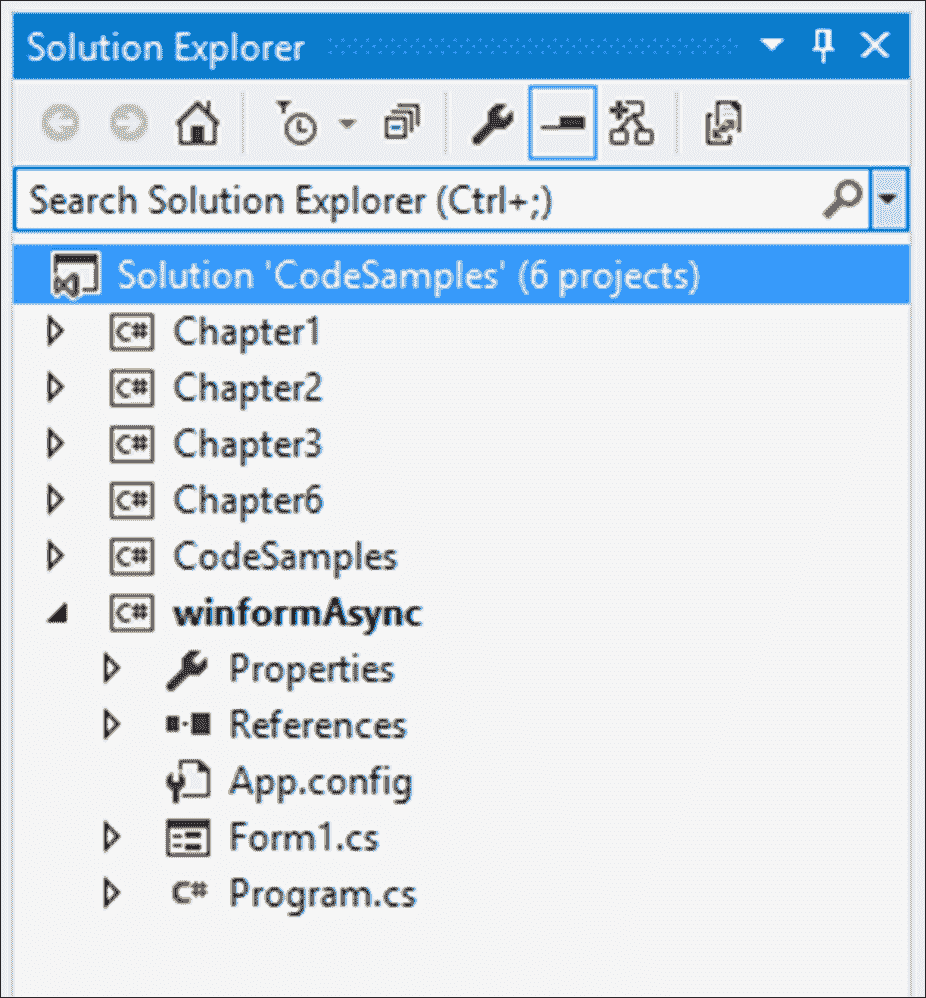 Solution Explorer
Search Solution Explorer (Ctrl+;)
Solution 'CodeSamples' (6 projects)
C# Chapter1
C# Chapter2
C# Chapter3
C# Chapter6
C# CodeSamples
C# winformAsync
Properties
References
App.config
Form1.cs
C# Program.cs